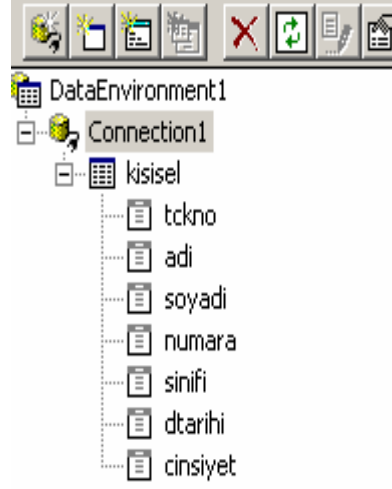 DataEnvironment1
Connection1
kisisel
tckno
adi
soyadi
numara
sinifi
dtarihi
cinsiyet